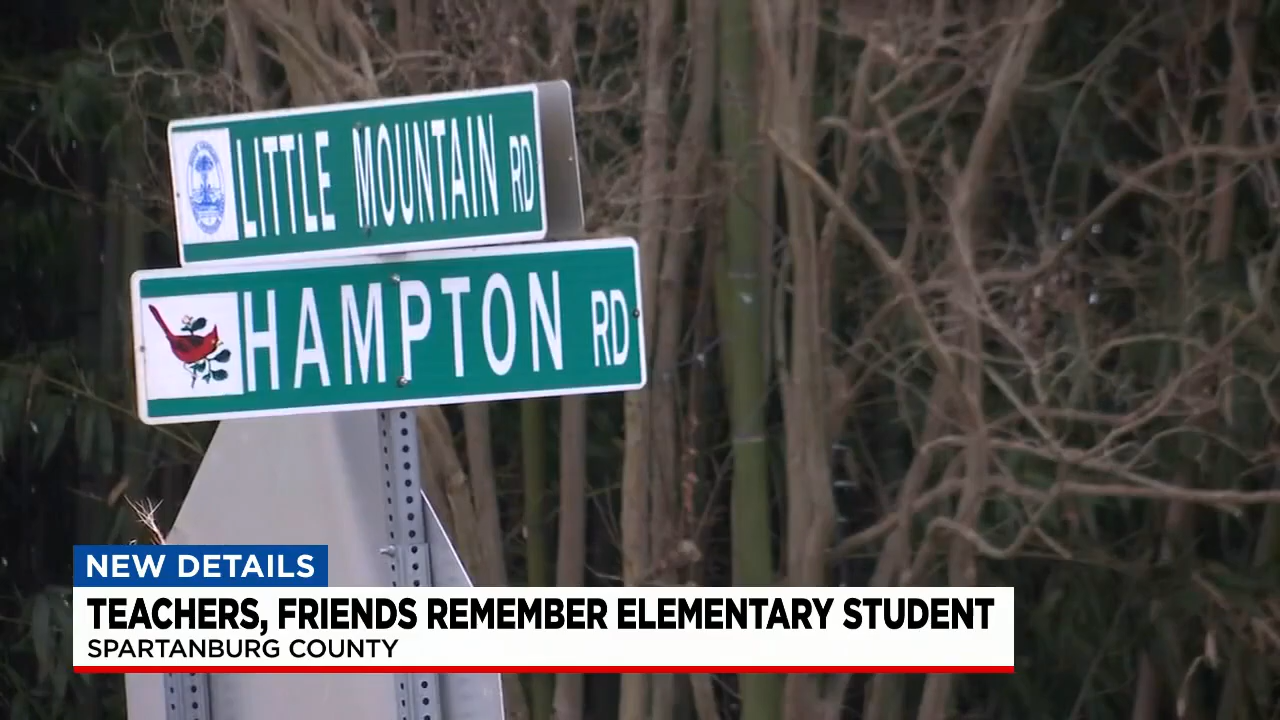 LITTLE MOUNTAIN RD
HAMPTON RD
NEW DETAILS
TEACHERS, FRIENDS REMEMBER ELEMENTARY STUDENT
SPARTANBURG COUNTY